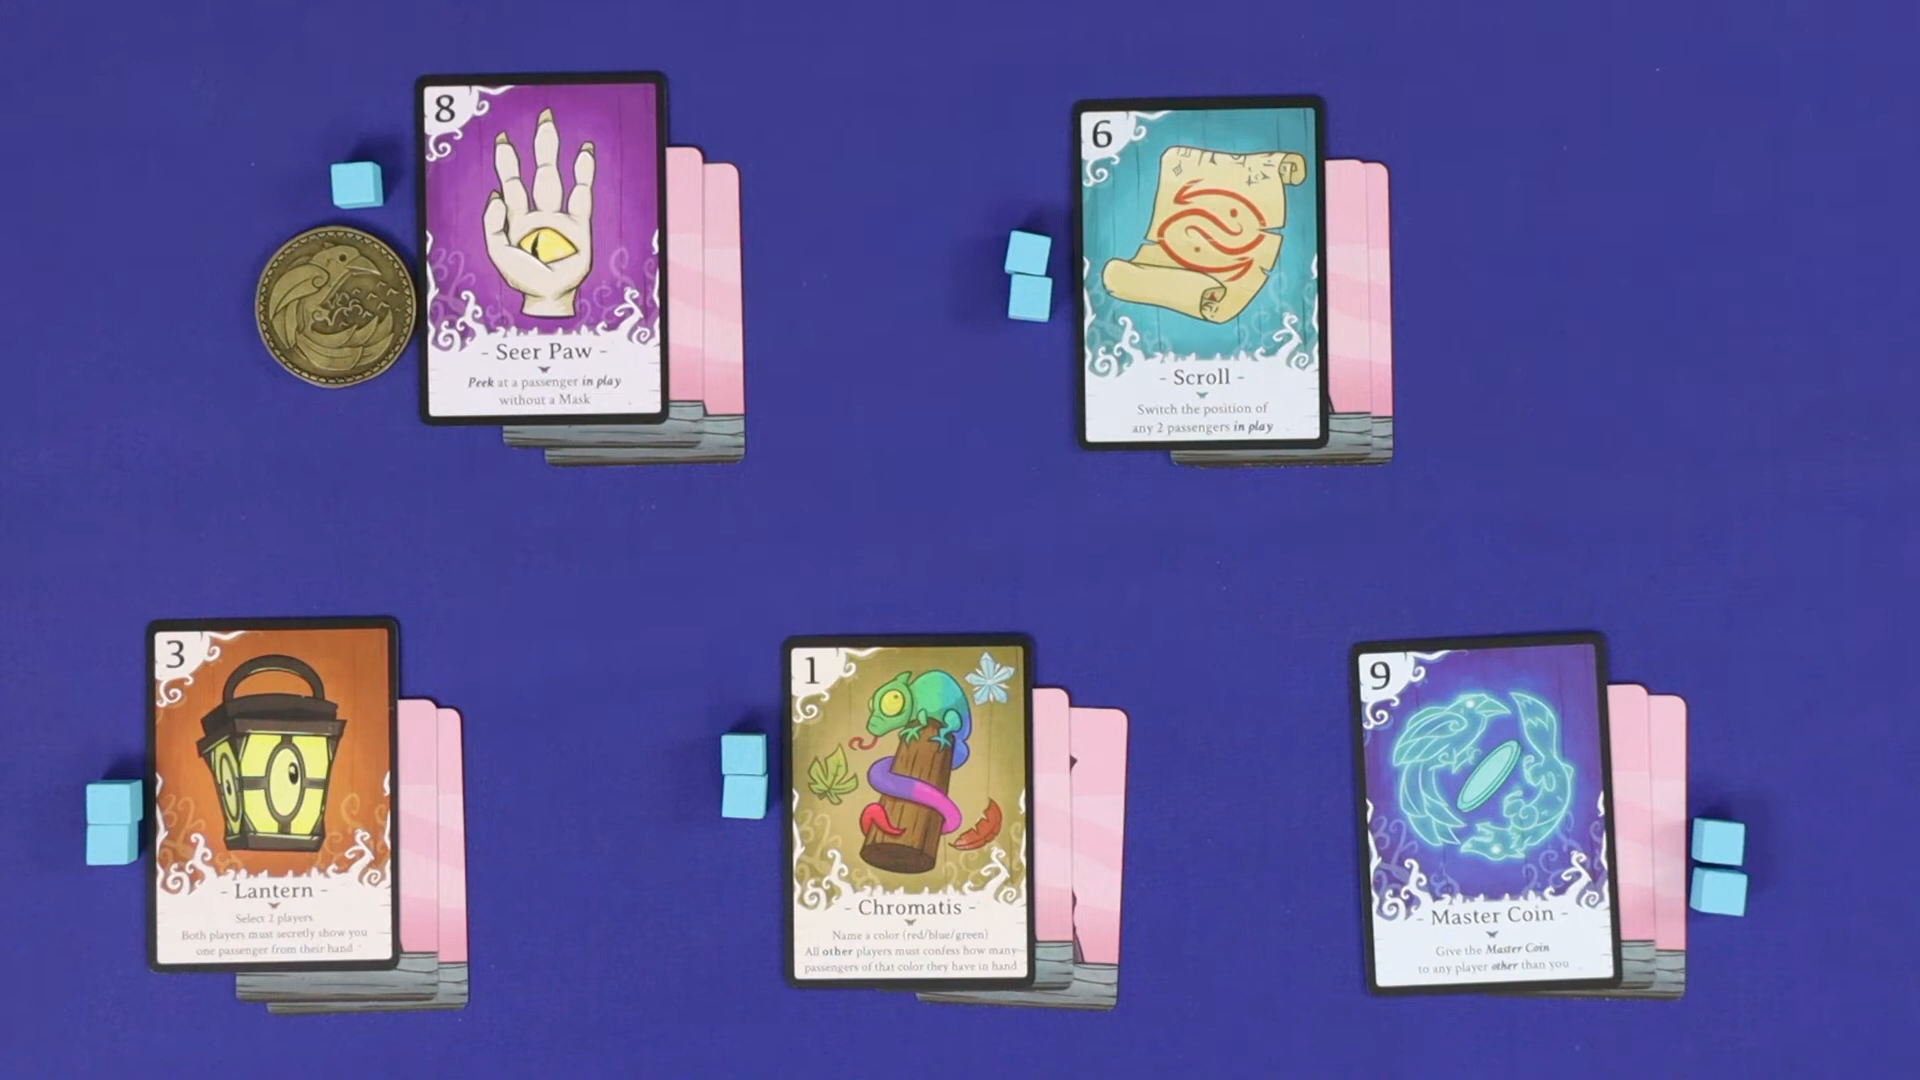 8
- Seer Paw -
Peek at a passenger in play
without a Mask
6
- Scroll -
Switch the position of
any 2 passengers in play
3
- Lantern -
Select 2 players
Both players must secretly show you
one passenger from their hand
1
- Chromatis -
Name a color (red/blue/green)
All other players must confess how many
passengers of that color they have in hand
9
- Master Coin -
Give the Master Coin
to any player other than you